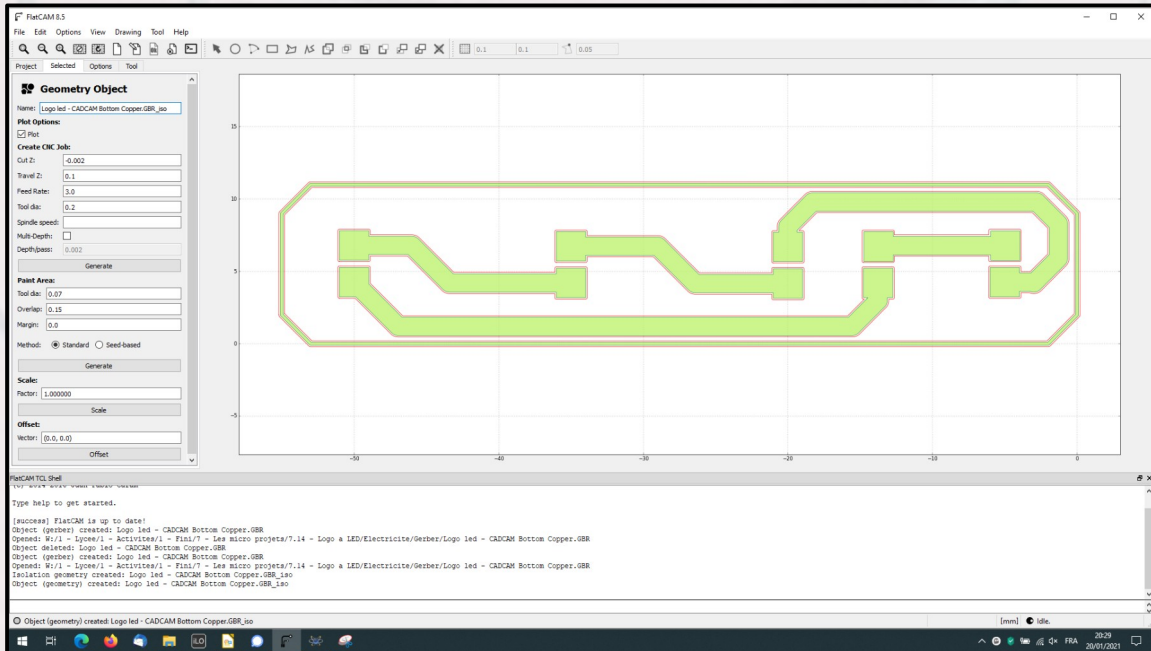 FlatCAM 8.5
File Edit Options View Drawing Tool Help
0.1 0.1 0.05
Project Selected Options Tool
Geometry Object
Name: Logo led - CADCAM Bottom Copper.GBR_iso
Plot Options:
Plot
Create CNC Job:
Cut Z: -0.002
Travel Z: 0.1
Feed Rate: 3.0
Tool dia: 0.2
Spindle speed:
Multi-Depth:
Depth/pass: 0.002
Generate
Paint Area:
Tool dia: 0.07
Overlap: 0.15
Margin: 0.0
Method: Standard Seed-based
Generate
Scale:
Factor: 1.000000
Scale
Offset:
Vector: (0.0, 0.0)
Offset
15
10
5
0
−5
−50 −40 −30 −20 −10 0
FlatCAM TCL Shell
Type help to get started.
[success] FlatCAM is up to date!
Object (gerber) created: Logo led - CADCAM Bottom Copper.GBR
Opened: W:/1 - Lycee/1 - Activites/1 - Fini/7 - Les micro projets/7.14 - Logo a LED/Electricite/Gerber/Logo led - CADCAM Bottom Copper.GBR
Object deleted: Logo led - CADCAM Bottom Copper.GBR
Object (gerber) created: Logo led - CADCAM Bottom Copper.GBR
Opened: W:/1 - Lycee/1 - Activites/1 - Fini/7 - Les micro projets/7.14 - Logo a LED/Electricite/Gerber/Logo led - CADCAM Bottom Copper.GBR
Isolation geometry created: Logo led - CADCAM Bottom Copper.GBR_iso
Object (geometry) created: Logo led - CADCAM Bottom Copper.GBR_iso
Object (geometry) created: Logo led - CADCAM Bottom Copper.GBR_iso
[mm] Idle.
iLO
FRA
20:29
20/01/2021